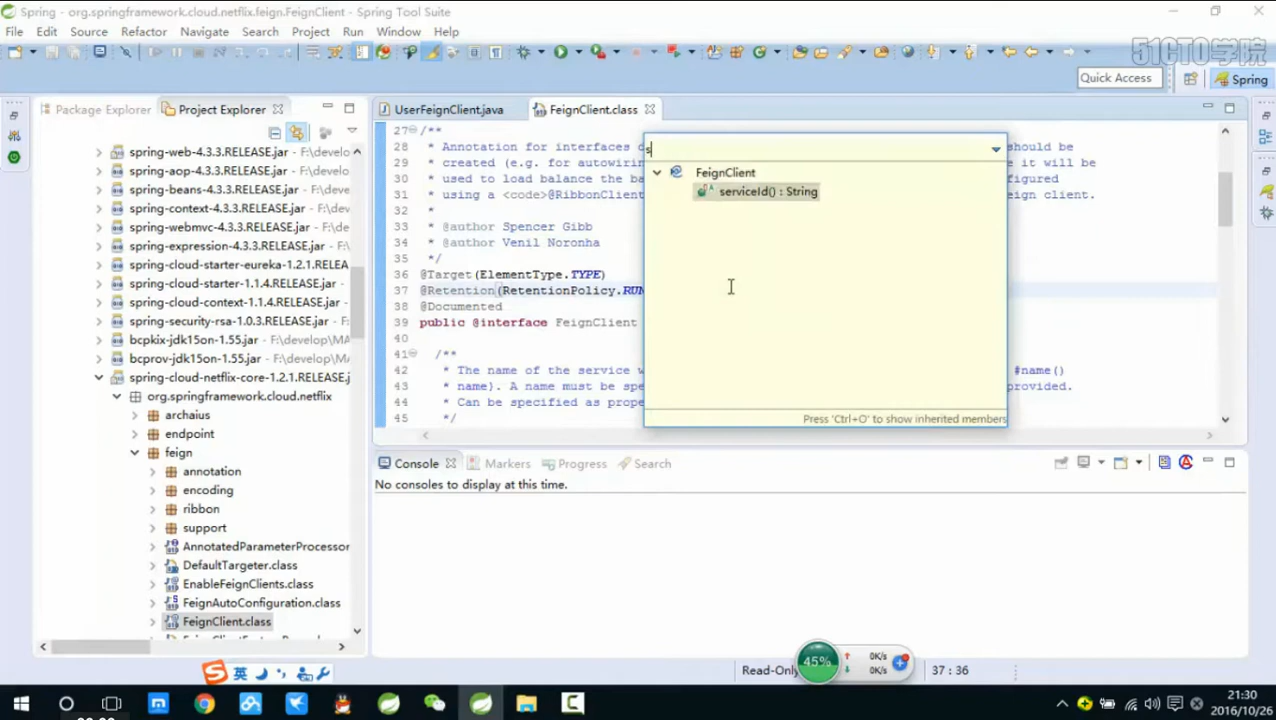 Spring - org.springframework.cloud.netflix.feign.FeignClient - Spring Tool Suite
File Edit Source Refactor Navigate Search Project Run Window Help
51CTO学院
Quick Access
Spring
Package Explorer
Project Explorer
spring-web-4.3.3.RELEASE.jar
spring-aop-4.3.3.RELEASE.jar - F:\develo
spring-beans-4.3.3.RELEASE.jar - F:\deve
spring-context-4.3.3.RELEASE.jar - F:\de
spring-webmvc-4.3.3.RELEASE.jar - F:\d
spring-expression-4.3.3.RELEASE.jar - F:\
spring-cloud-starter-eureka-1.2.1.RELEA
spring-cloud-starter-1.1.4.RELEASE.jar -
spring-cloud-context-1.1.4.RELEASE.jar
spring-security-rsa-1.0.3.RELEASE.jar - F:
bcpkix-jdk15on-1.55.jar - F:\develop\MA
bcprov-jdk15on-1.55.jar - F:\develop\MA
spring-cloud-netflix-core-1.2.1.RELEASE.j
org.springframework.cloud.netflix
archaius
endpoint
feign
annotation
encoding
ribbon
support
AnnotatedParameterProcessor
DefaultTargeter.class
EnableFeignClients.class
FeignAutoConfiguration.class
FeignClient.class
UserFeignClient.java
FeignClient.class
27 /**
28 * Annotation for interfaces d should be
29 * created (e.g. for autowirin e it will be
30 * used to load balance the ba figured
31 * using a <code>@RibbonClient eign client.
32 *
33 * @author Spencer Gibb
34 * @author Venil Noronha
35 */
36 @Target(ElementType.TYPE)
37 @Retention(RetentionPolicy.RUN
38 @Documented
39 public @interface FeignClient
40
41 /**
42 * The name of the service w #name()
43 * name}. A name must be spe provided.
44 * Can be specified as prope
45 */
s
FeignClient
serviceId() : String
Press 'Ctrl+O' to show inherited members
Console
Markers
Progress
Search
No consoles to display at this time.
英
Read-Only
45%
0K/s
0K/s
37 : 36
21:30
2016/10/26